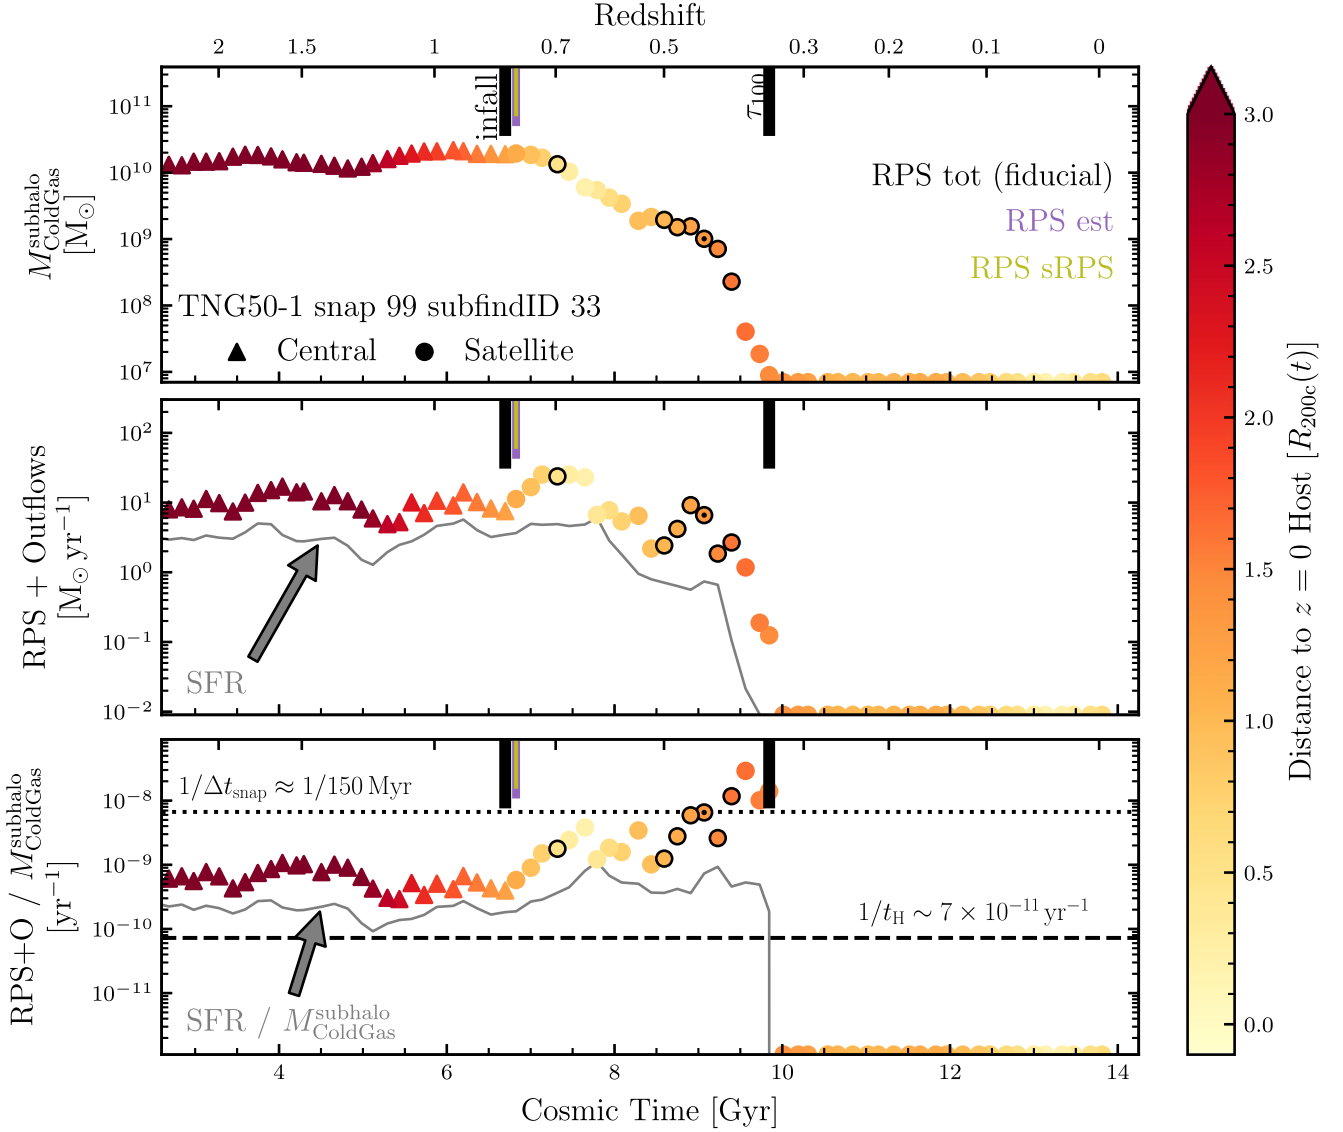 Redshift
2 1.5 1 0.7 0.5 0.3 0.2 0.1 0
M^subhalo_ColdGas
[M_⊙]
10^11
10^10
10^9
10^8
10^7
infall
τ_100
RPS tot (fiducial)
RPS est
RPS sRPS
TNG50-1 snap 99 subfindID 33
Central Satellite
RPS + Outflows
[M_⊙ yr^−1]
10^2
10^1
10^0
10^−1
10^−2
SFR
RPS+O / M^subhalo_ColdGas
[yr^−1]
10^−8
10^−9
10^−10
10^−11
1/Δt_snap ≈ 1/150 Myr
1/t_H ∼ 7 × 10^−11 yr^−1
SFR / M^subhalo_ColdGas
4 6 8 10 12 14
Cosmic Time [Gyr]
3.0
2.5
2.0
1.5
1.0
0.5
0.0
Distance to z = 0 Host [R_200c(t)]